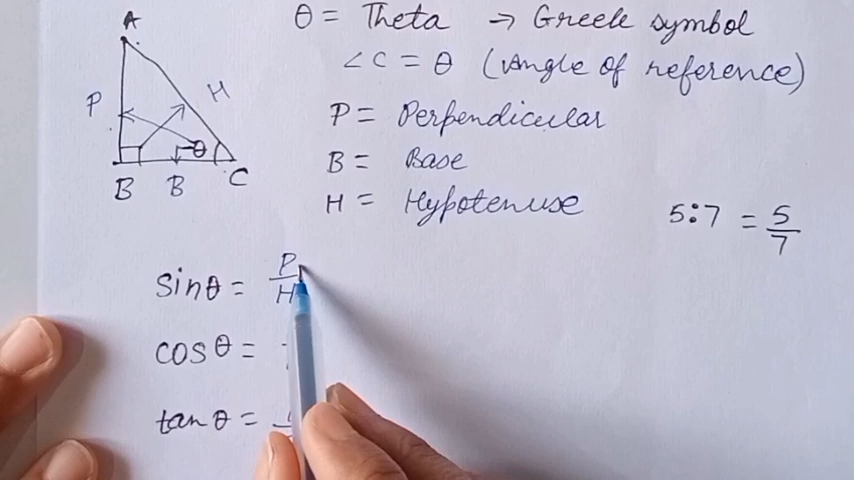 θ = Theta → Greek symbol
∠C = θ (Angle of reference)
P = Perpendicular
B = Base
H = Hypotenuse
5:7 = 5/7
A
P
H
θ
B
B
C
sinθ = P/H
cosθ =
tanθ =